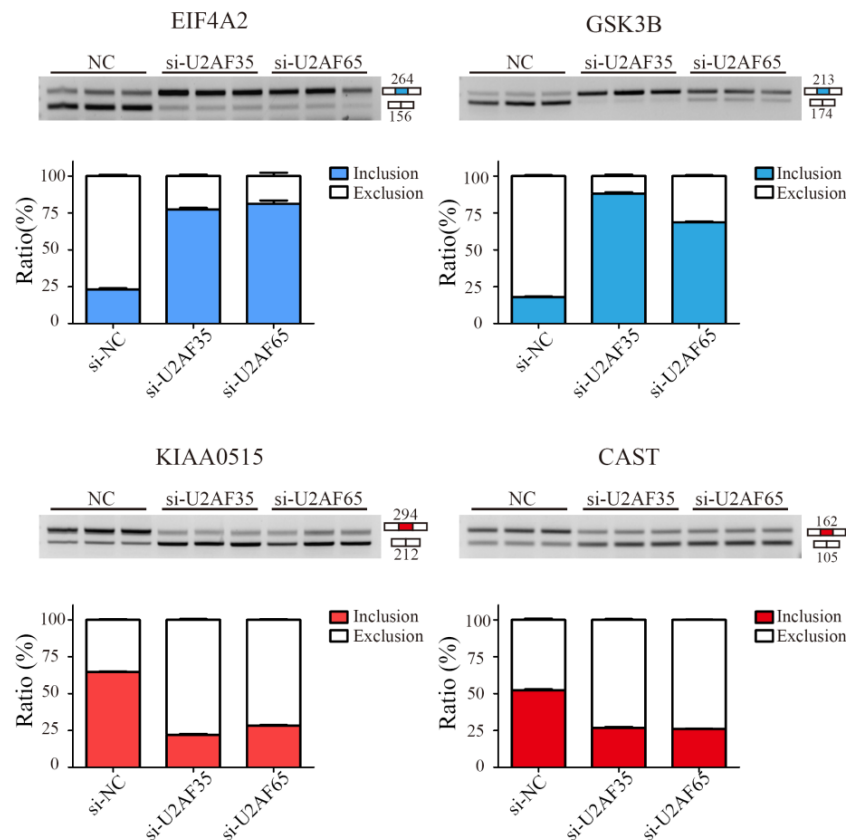 EIF4A2
NC si-U2AF35 si-U2AF65
264
156
100
75
50
25
0
Ratio(%)
Inclusion
Exclusion
si-NC
si-U2AF35
si-U2AF65
GSK3B
NC si-U2AF35 si-U2AF65
213
174
100
75
50
25
0
Ratio(%)
Inclusion
Exclusion
si-NC
si-U2AF35
si-U2AF65
KIAA0515
NC si-U2AF35 si-U2AF65
294
212
100
75
50
25
0
Ratio (%)
Inclusion
Exclusion
si-NC
si-U2AF35
si-U2AF65
CAST
NC si-U2AF35 si-U2AF65
162
105
100
75
50
25
0
Ratio (%)
Inclusion
Exclusion
si-NC
si-U2AF35
si-U2AF65